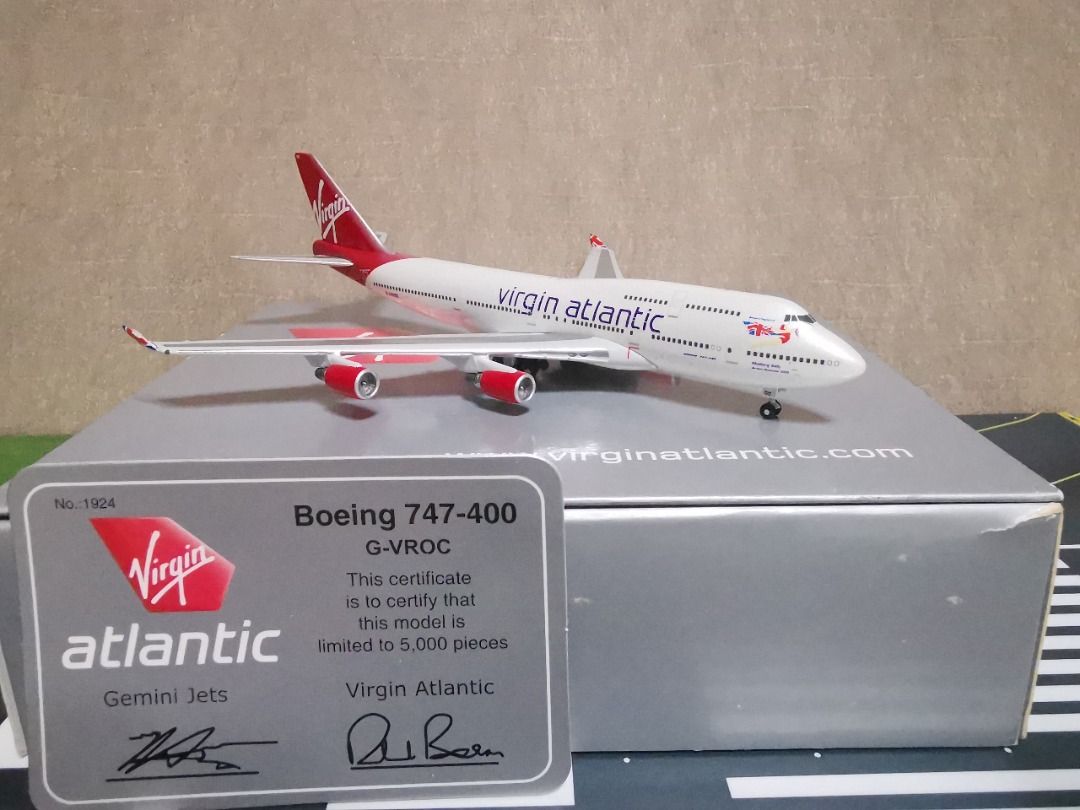 Virgin
virgin atlantic
www.virginatlantic.com
No.:1924
Boeing 747-400
G-VROC
Virgin
atlantic
This certificate
is to certify that
this model is
limited to 5,000 pieces
Gemini Jets
Virgin Atlantic